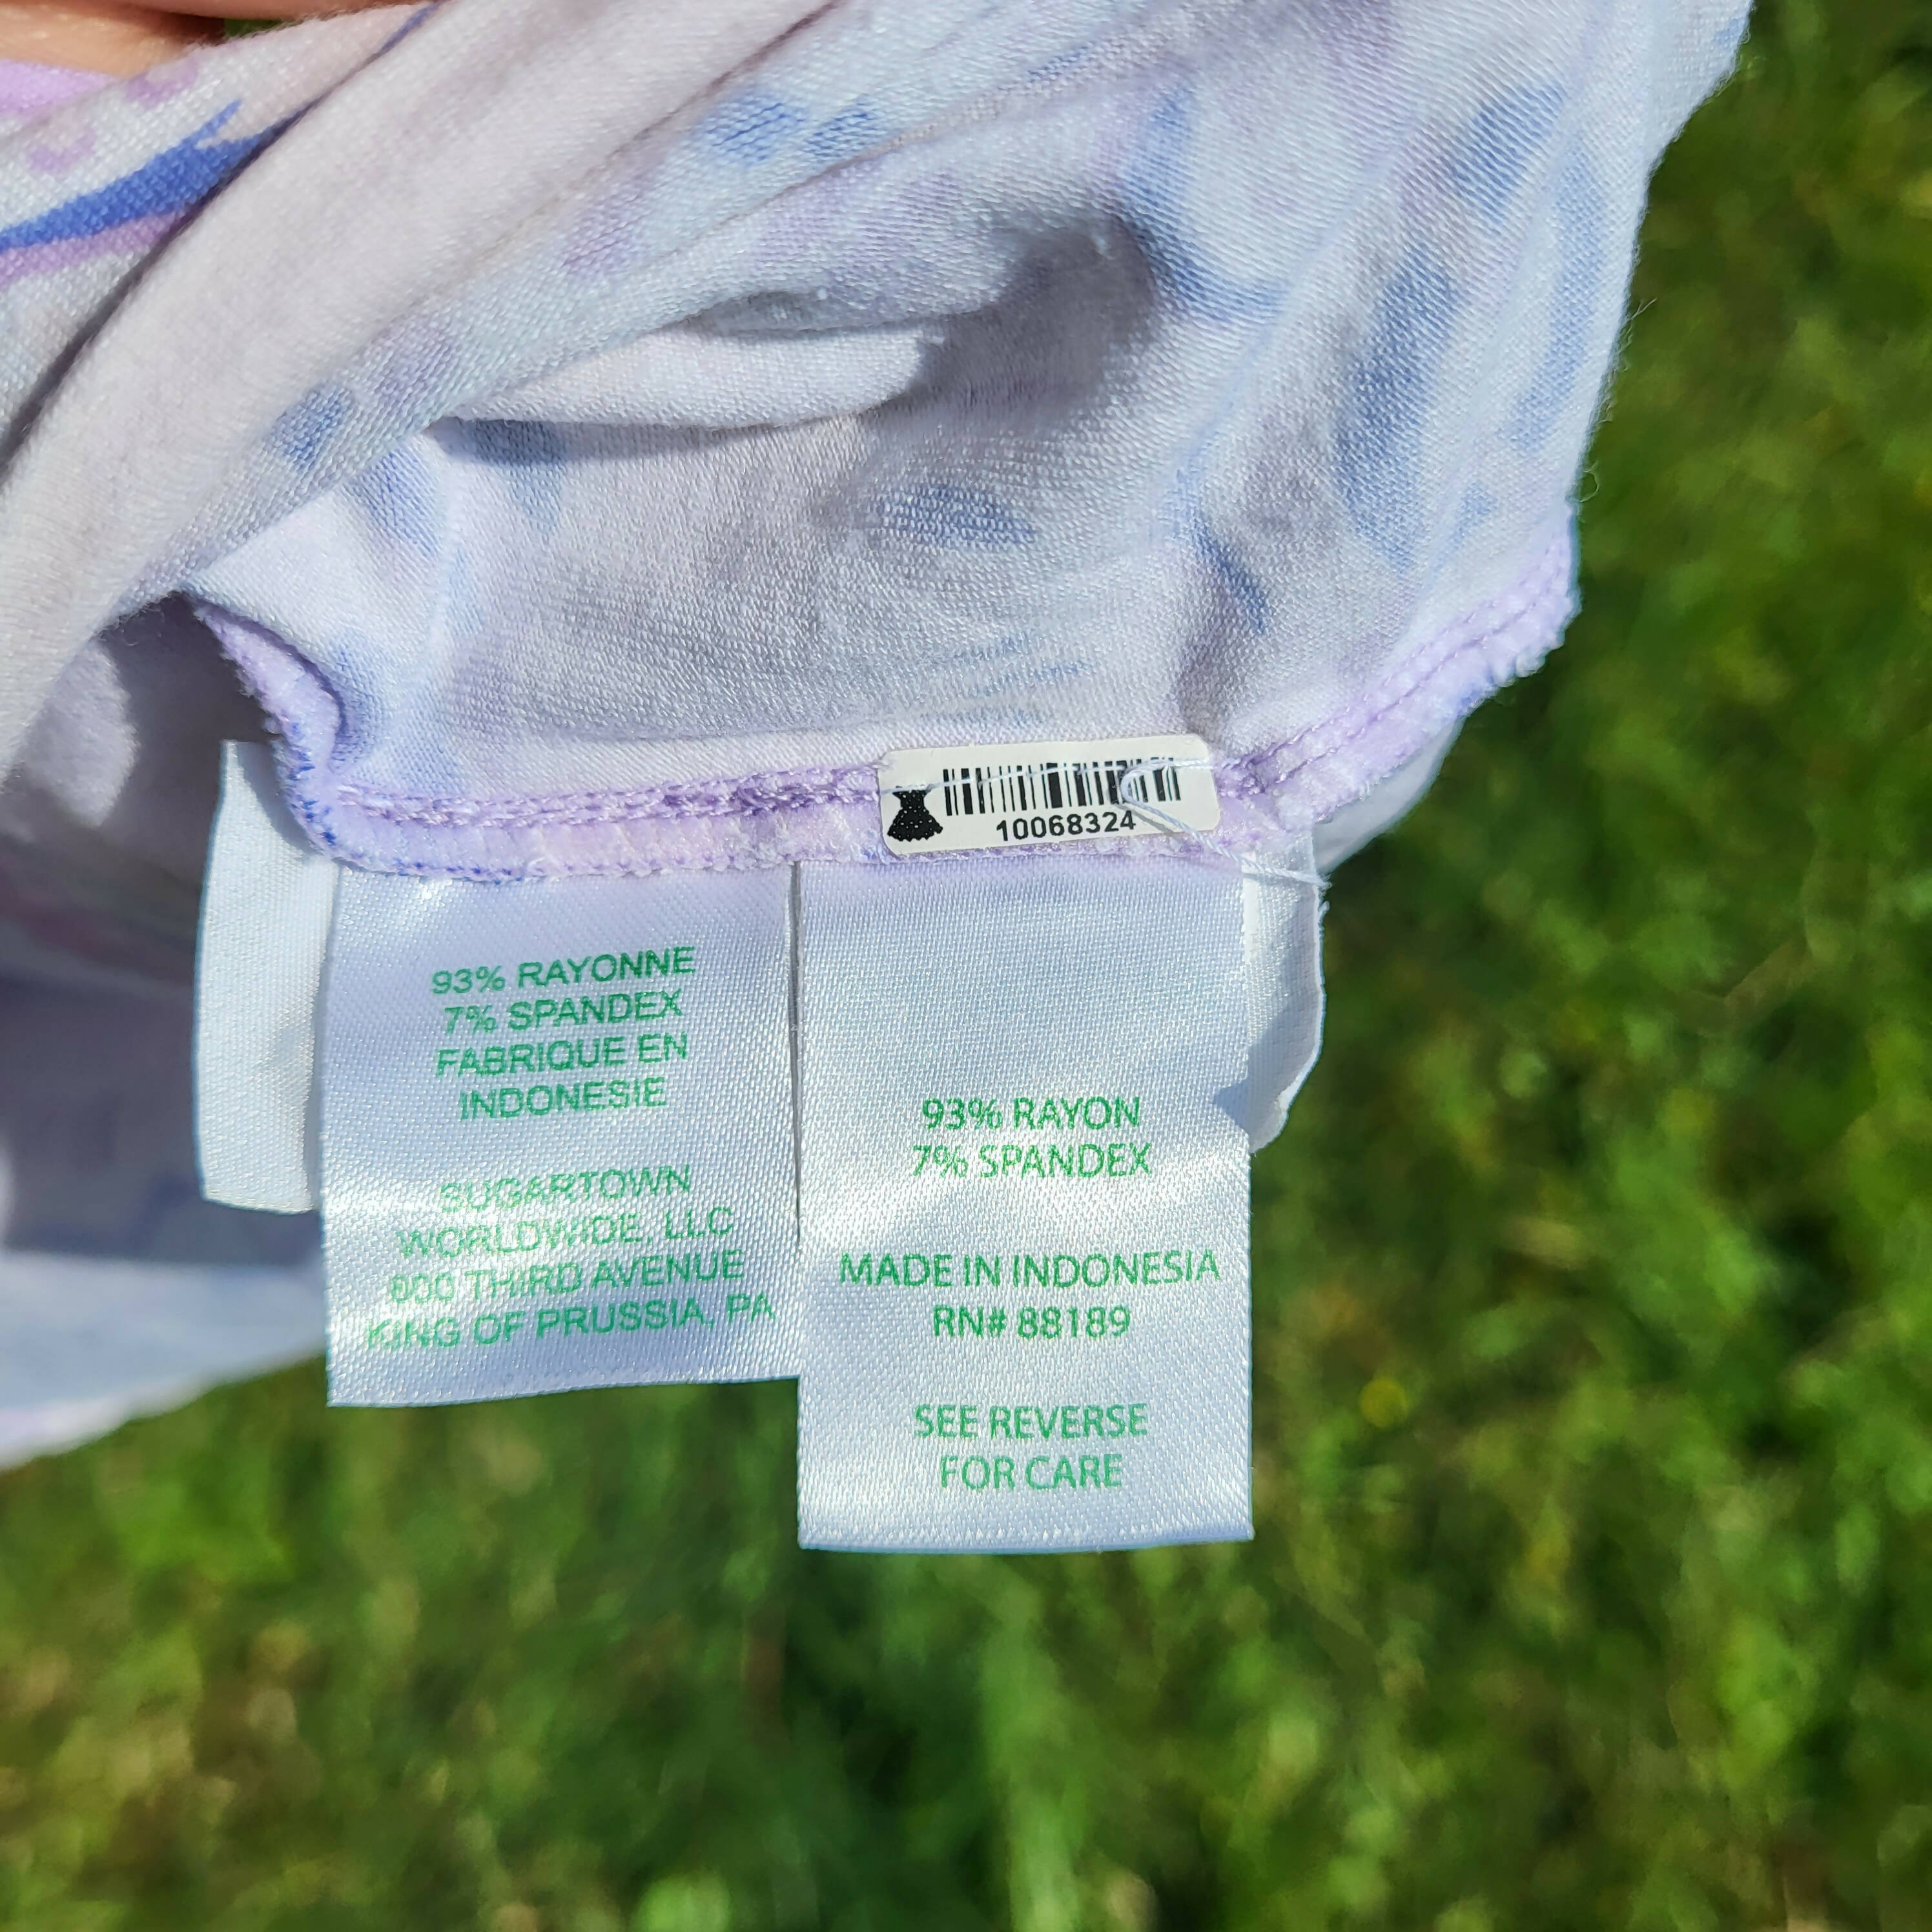 10068324
93% RAYONNE
7% SPANDEX
FABRIQUE EN
INDONESIE
SUGARTOWN
WORLDWIDE, LLC
800 THIRD AVENUE
KING OF PRUSSIA, PA
93% RAYON
7% SPANDEX
MADE IN INDONESIA
RN# 88189
SEE REVERSE
FOR CARE